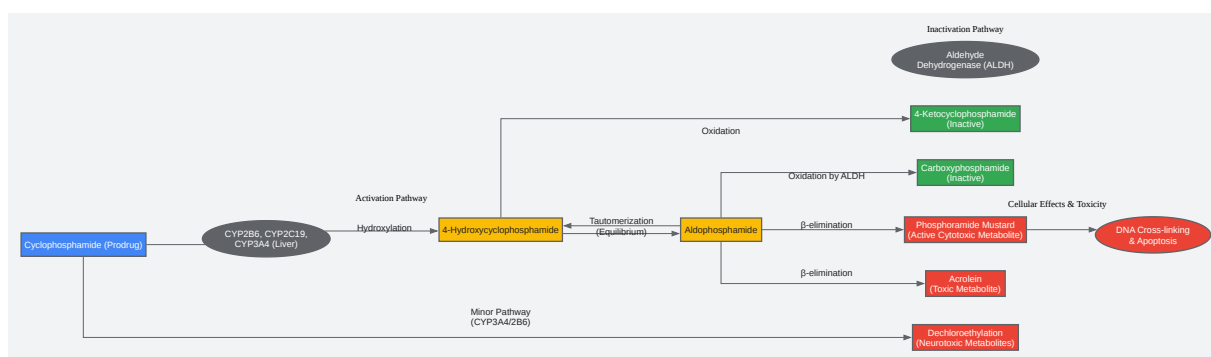 Inactivation Pathway
Aldehyde
Dehydrogenase (ALDH)
4-Ketocyclophosphamide
(Inactive)
Oxidation
Carboxyphosphamide
(Inactive)
Oxidation by ALDH
Activation Pathway
Cellular Effects & Toxicity
Cyclophosphamide (Prodrug)
CYP2B6, CYP2C19,
CYP3A4 (Liver)
Hydroxylation
4-Hydroxycyclophosphamide
Tautomerization
(Equilibrium)
Aldophosphamide
β-elimination
Phosphoramide Mustard
(Active Cytotoxic Metabolite)
DNA Cross-linking
& Apoptosis
β-elimination
Acrolein
(Toxic Metabolite)
Minor Pathway
(CYP3A4/2B6)
Dechloroethylation
(Neurotoxic Metabolites)